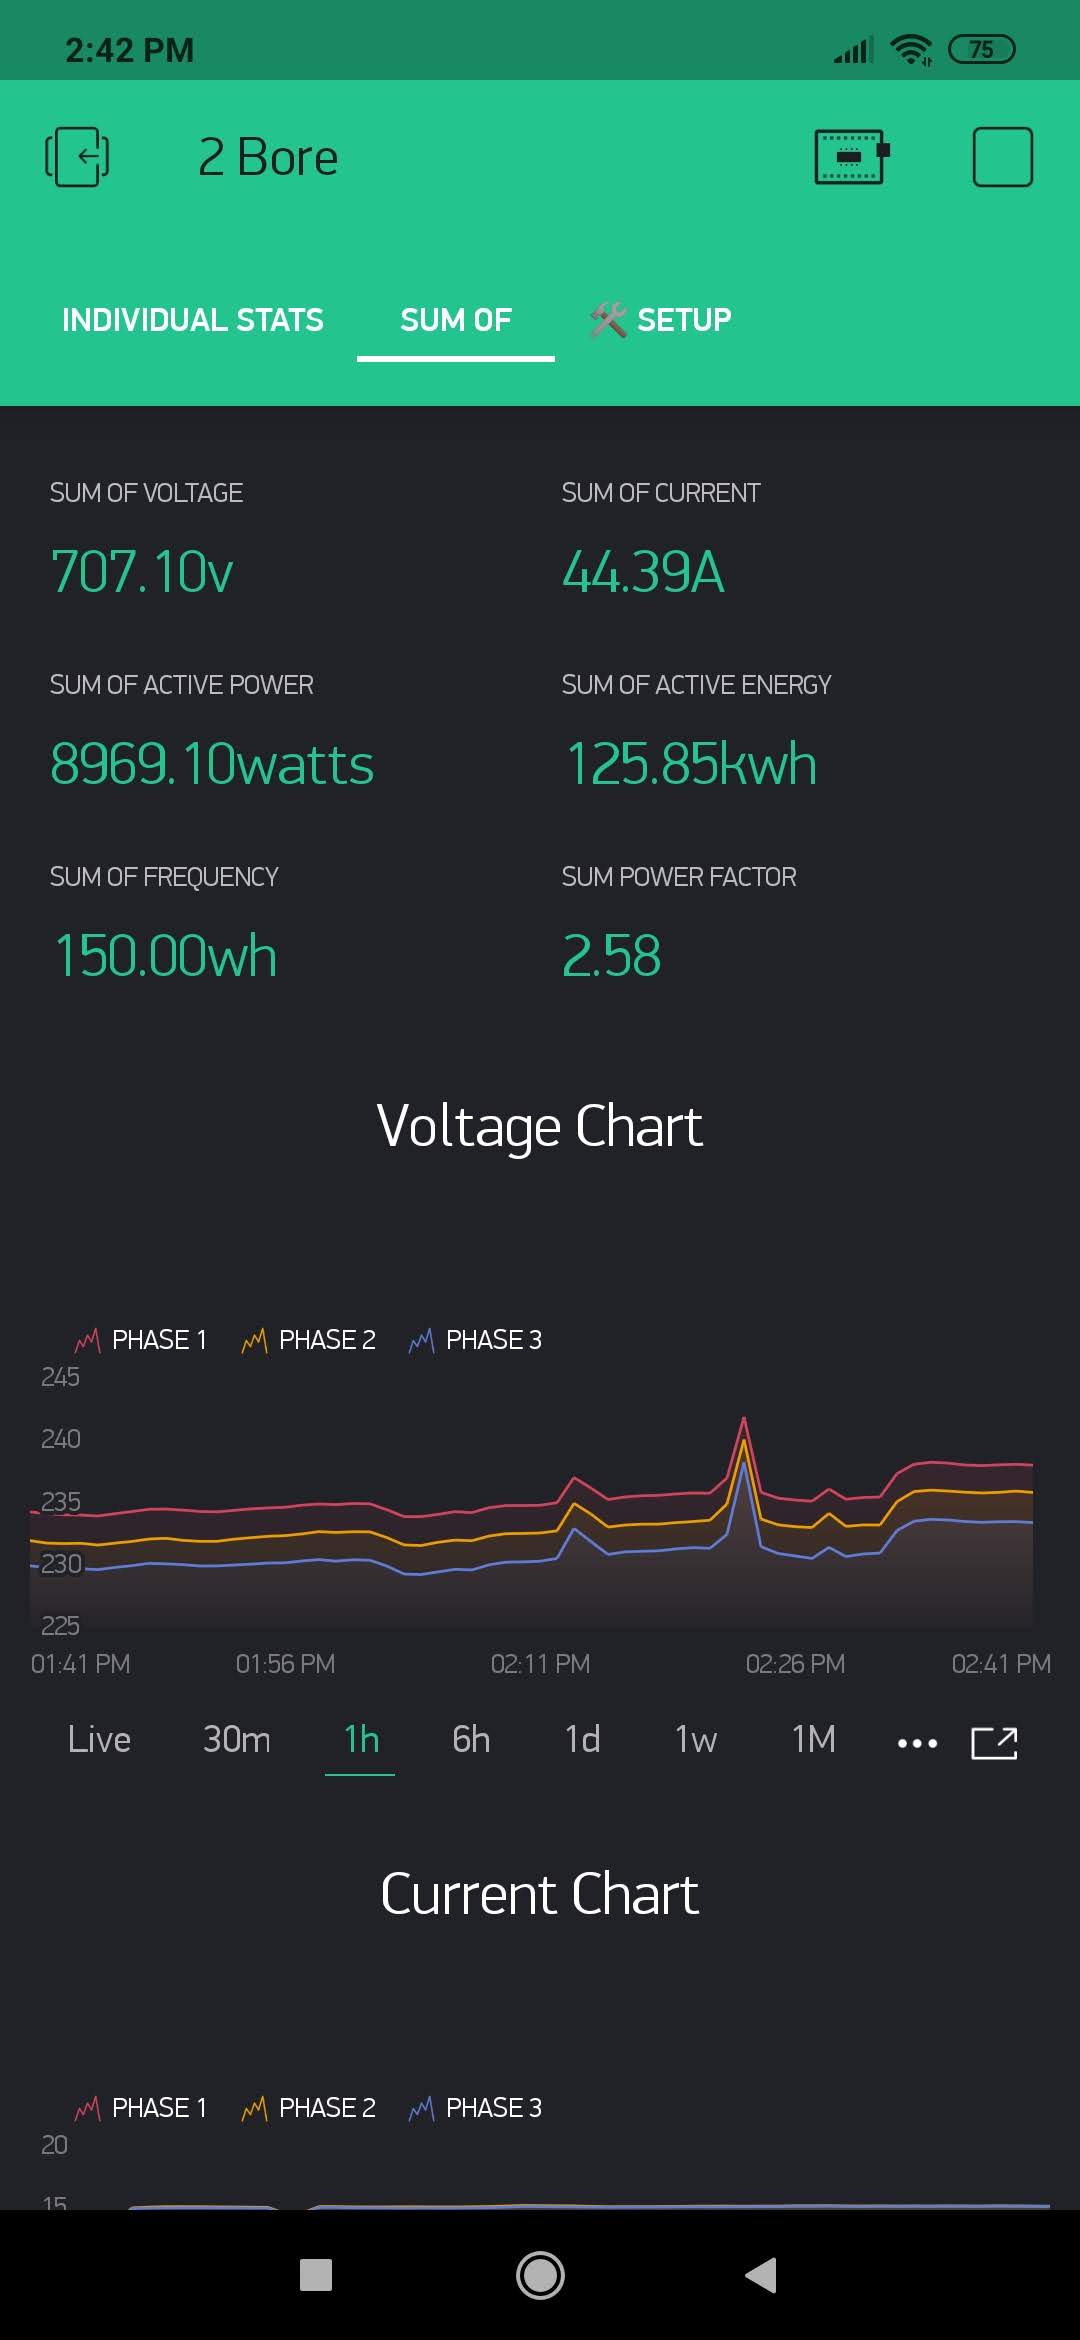 2:42 PM 75
2 Bore
INDIVIDUAL STATS SUM OF 🛠 SETUP
SUM OF VOLTAGE SUM OF CURRENT
707.10v 44.39A
SUM OF ACTIVE POWER SUM OF ACTIVE ENERGY
8969.10watts 125.85kwh
SUM OF FREQUENCY SUM POWER FACTOR
150.00wh 2.58
Voltage Chart
PHASE 1 PHASE 2 PHASE 3
245
240
235
230
225
01:41 PM 01:56 PM 02:11 PM 02:26 PM 02:41 PM
Live 30m 1h 6h 1d 1w 1M
Current Chart
PHASE 1 PHASE 2 PHASE 3
20
15